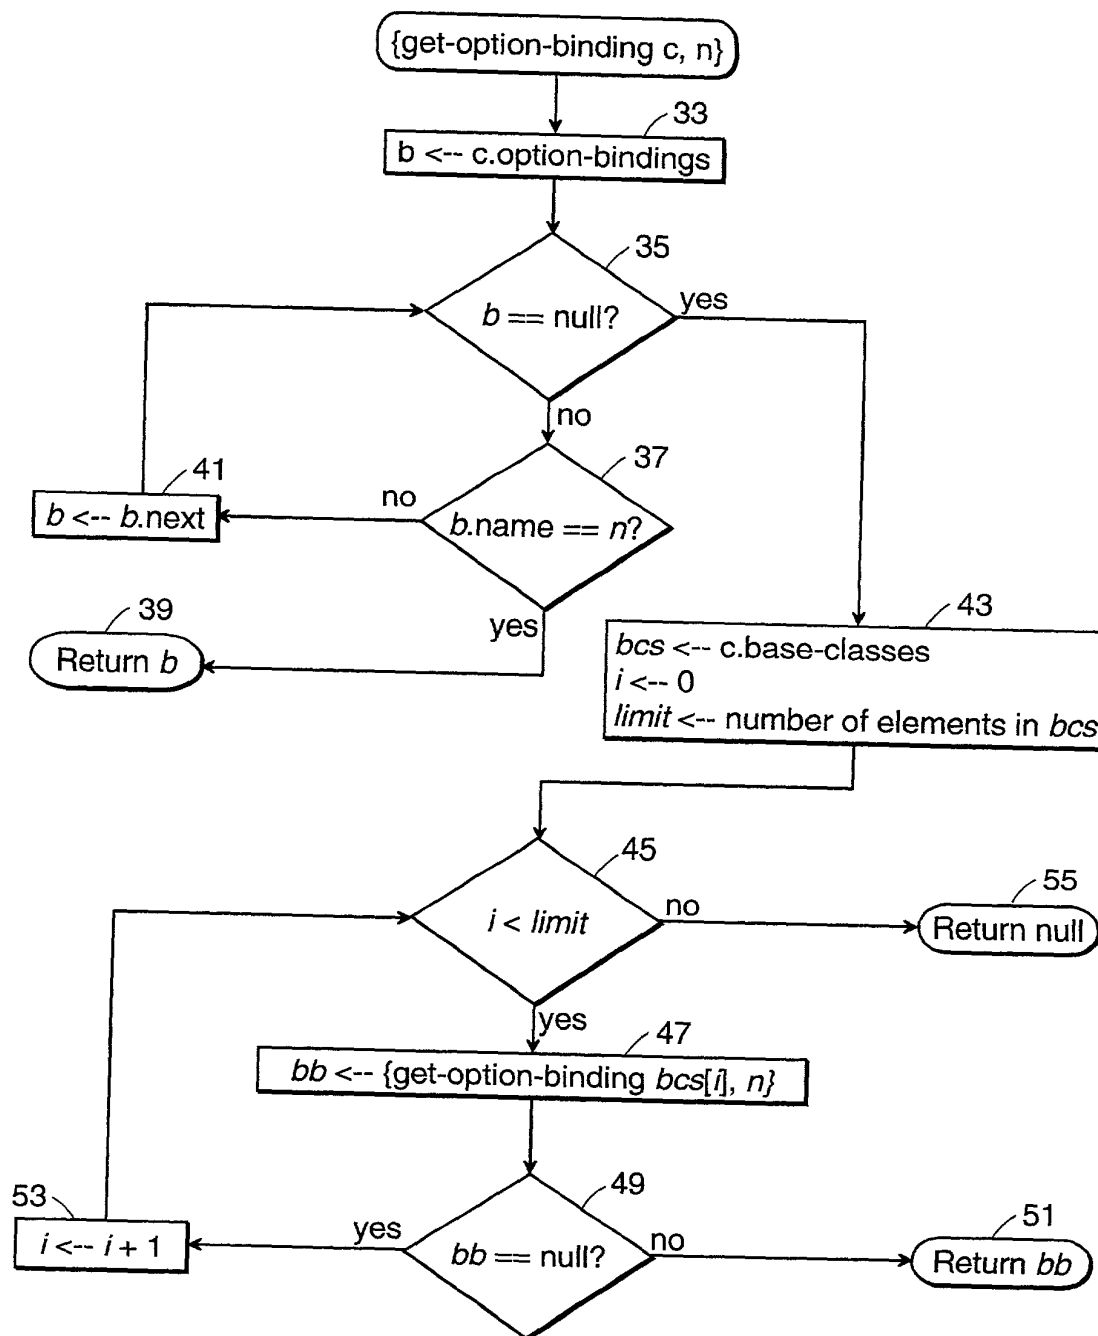 {get-option-binding c, n}
33
b <-- c.option-bindings
35
b == null?
yes
no
37
41
b <-- b.next
no
b.name == n?
yes
39
Return b
43
bcs <-- c.base-classes
i <-- 0
limit <-- number of elements in bcs
45
i < limit
no
55
Return null
yes
47
bb <-- {get-option-binding bcs[i], n}
49
53
i <-- i + 1
yes
bb == null?
no
51
Return bb